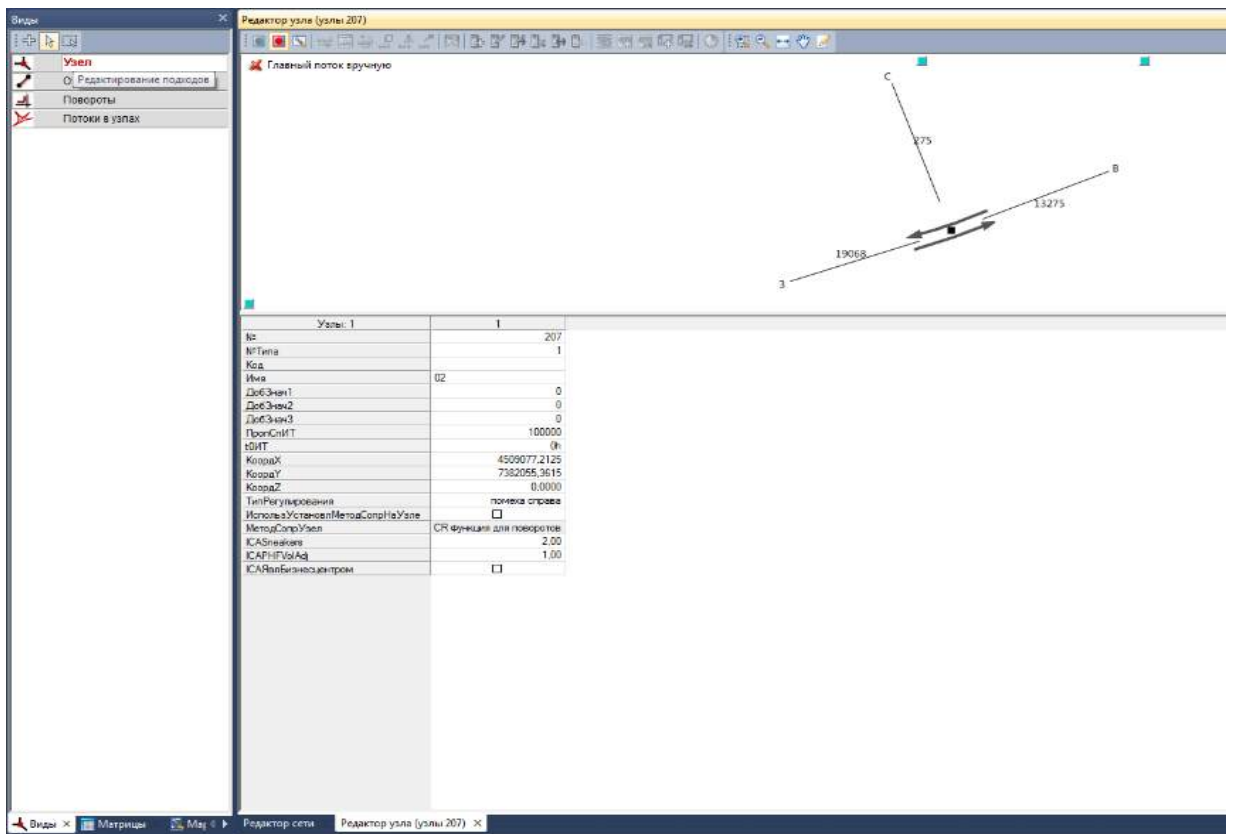 Виды
Редактор узла (узлы 207)
Узел
О
Редактирование подходов
Повороты
Потоки в узлах
Главный поток вручную
С
275
В
13275
19068
З
Узлы: 1 1
№ 207
№Типа 1
Код
Имя 02
ДобЗнач1 0
ДобЗнач2 0
ДобЗнач3 0
ПропСпИТ 100000
t0ИТ 0h
КоордX 4509077,2125
КоордY 7382055,3615
КоордZ 0,0000
ТипРегулирования помеха справа
ИспользУстановлМетодСопрНаУзле
МетодСопрУзел CR функция для поворотов
ICASneakers 2,00
ICAPHFVolAdj 1,00
ICAЯвлБизнесцентром
Виды
Матрицы
Мар
Редактор сети
Редактор узла (узлы 207)